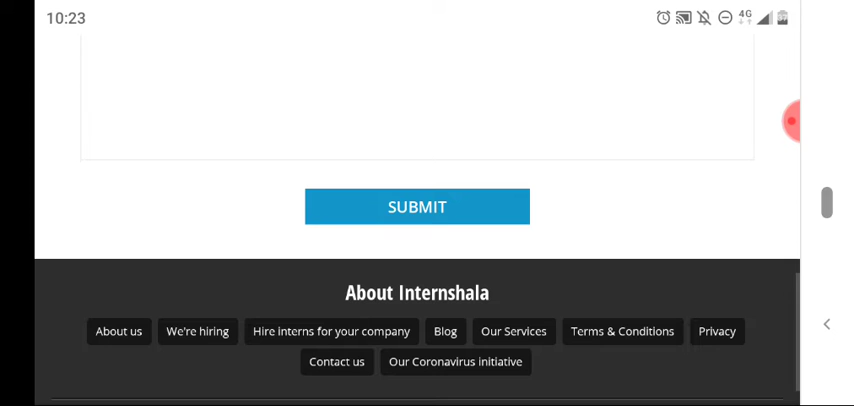 10:23
4G
SUBMIT
About Internshala
About us We're hiring Hire interns for your company Blog Our Services Terms & Conditions Privacy
Contact us Our Coronavirus initiative